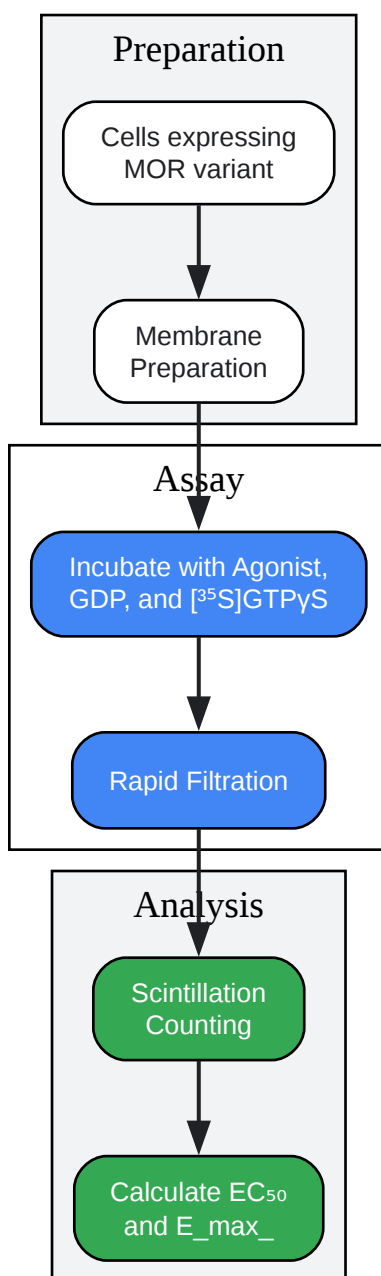 Preparation
Cells expressing
MOR variant
Membrane
Preparation
Assay
Incubate with Agonist,
GDP, and [³⁵S]GTPγS
Rapid Filtration
Analysis
Scintillation
Counting
Calculate EC₅₀
and E_max_